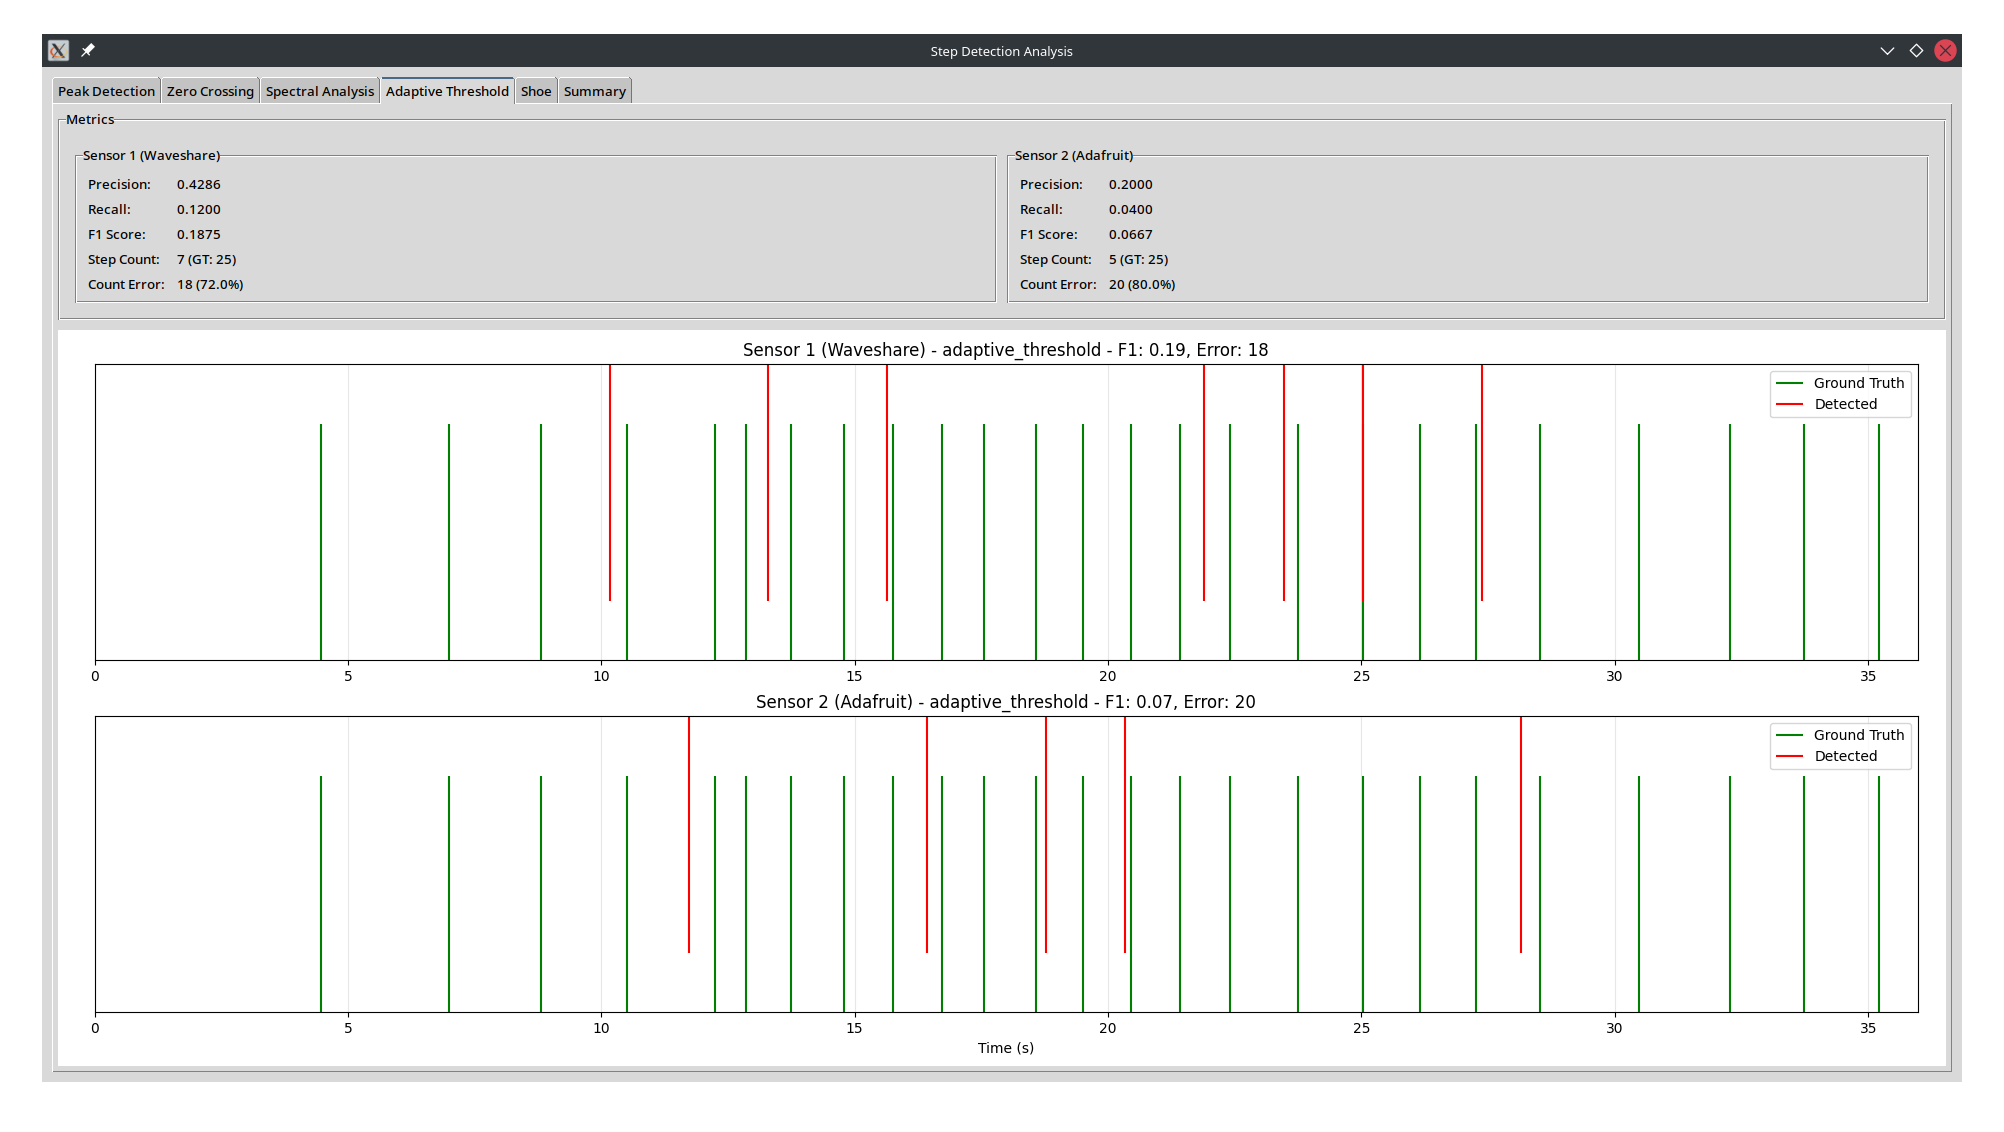 Step Detection Analysis
Peak Detection Zero Crossing Spectral Analysis Adaptive Threshold Shoe Summary
Metrics
Sensor 1 (Waveshare)
Precision: 0.4286
Recall: 0.1200
F1 Score: 0.1875
Step Count: 7 (GT: 25)
Count Error: 18 (72.0%)
Sensor 2 (Adafruit)
Precision: 0.2000
Recall: 0.0400
F1 Score: 0.0667
Step Count: 5 (GT: 25)
Count Error: 20 (80.0%)
Sensor 1 (Waveshare) - adaptive_threshold - F1: 0.19, Error: 18
Ground Truth
Detected
0 5 10 15 20 25 30 35
Sensor 2 (Adafruit) - adaptive_threshold - F1: 0.07, Error: 20
Ground Truth
Detected
0 5 10 15 20 25 30 35
Time (s)